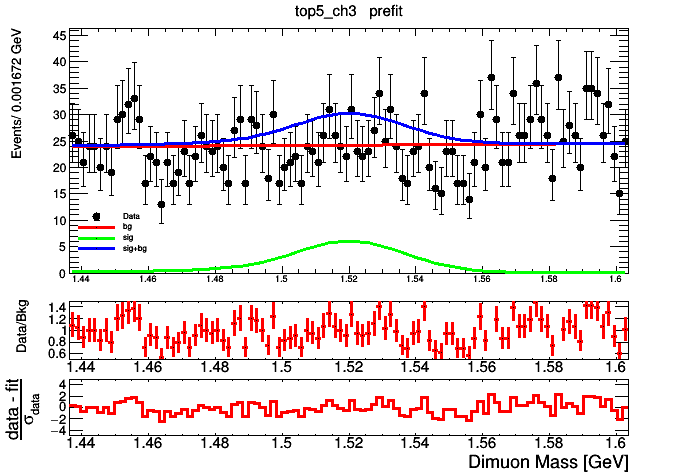 top5_ch3 prefit
Events/ 0.001672 GeV
45
40
35
30
25
20
15
10
5
0
Data
bg
sig
sig+bg
1.44 1.46 1.48 1.5 1.52 1.54 1.56 1.58 1.6
Data/Bkg
1.4
1.2
1
0.8
0.6
1.44 1.46 1.48 1.5 1.52 1.54 1.56 1.58 1.6
data - fit
σdata
4
2
0
−2
−4
1.44 1.46 1.48 1.5 1.52 1.54 1.56 1.58 1.6
Dimuon Mass [GeV]